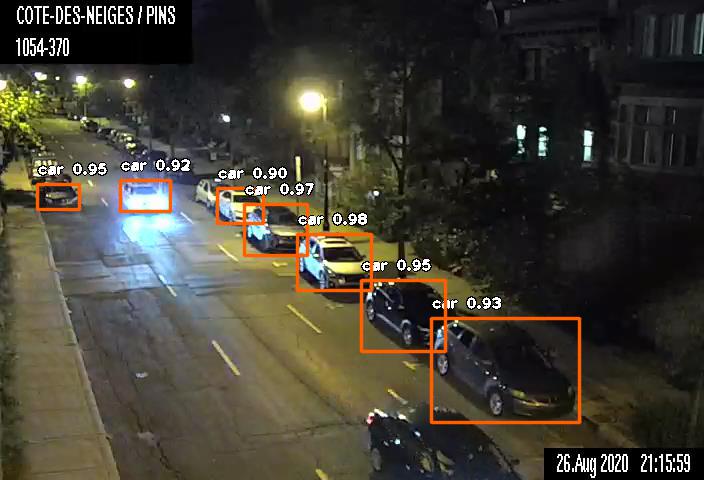 COTE-DES-NEIGES / PINS
1054-370
car 0.95
car 0.92
car 0.90
car 0.97
car 0.98
car 0.95
car 0.93
26.Aug 2020 21:15:59